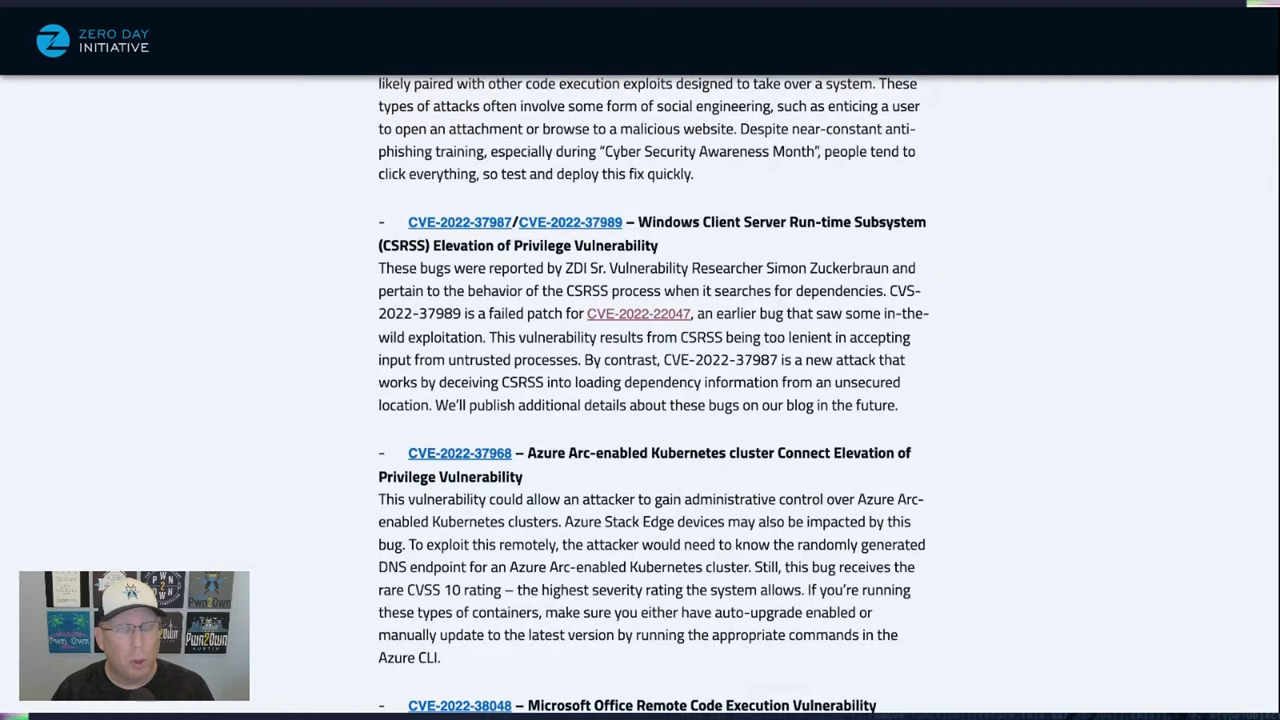 ZERO DAY
INITIATIVE
likely paired with other code execution exploits designed to take over a system. These
types of attacks often involve some form of social engineering, such as enticing a user
to open an attachment or browse to a malicious website. Despite near-constant anti-
phishing training, especially during “Cyber Security Awareness Month”, people tend to
click everything, so test and deploy this fix quickly.
- CVE-2022-37987/CVE-2022-37989 – Windows Client Server Run-time Subsystem
(CSRSS) Elevation of Privilege Vulnerability
These bugs were reported by ZDI Sr. Vulnerability Researcher Simon Zuckerbraun and
pertain to the behavior of the CSRSS process when it searches for dependencies. CVS-
2022-37989 is a failed patch for CVE-2022-22047, an earlier bug that saw some in-the-
wild exploitation. This vulnerability results from CSRSS being too lenient in accepting
input from untrusted processes. By contrast, CVE-2022-37987 is a new attack that
works by deceiving CSRSS into loading dependency information from an unsecured
location. We’ll publish additional details about these bugs on our blog in the future.
- CVE-2022-37968 – Azure Arc-enabled Kubernetes cluster Connect Elevation of
Privilege Vulnerability
This vulnerability could allow an attacker to gain administrative control over Azure Arc-
enabled Kubernetes clusters. Azure Stack Edge devices may also be impacted by this
bug. To exploit this remotely, the attacker would need to know the randomly generated
DNS endpoint for an Azure Arc-enabled Kubernetes cluster. Still, this bug receives the
rare CVSS 10 rating – the highest severity rating the system allows. If you’re running
these types of containers, make sure you either have auto-upgrade enabled or
manually update to the latest version by running the appropriate commands in the
Azure CLI.
- CVE-2022-38048 – Microsoft Office Remote Code Execution Vulnerability